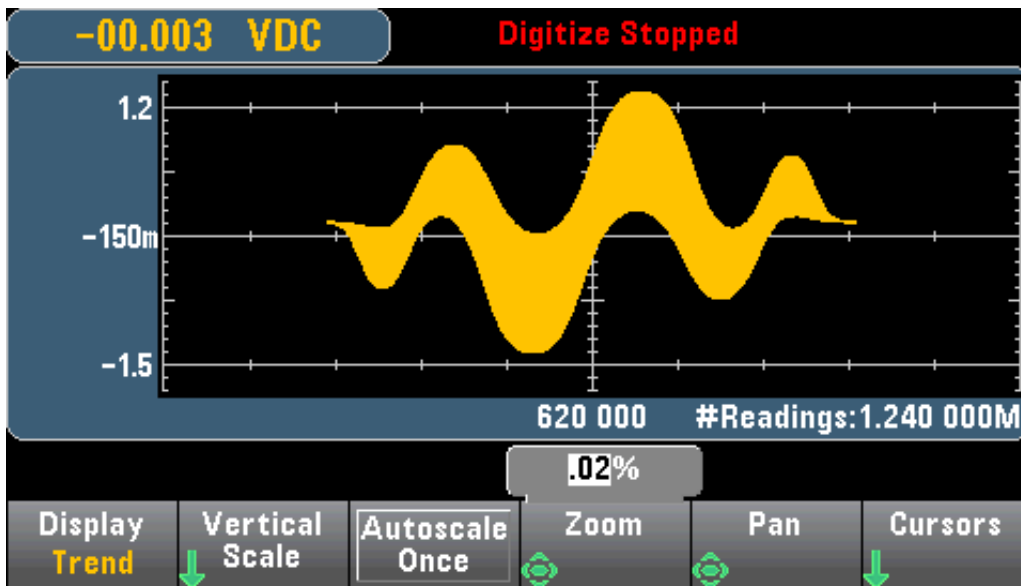 -00.003 VDC
Digitize Stopped
1.2
-150m
-1.5
620 000 #Readings:1.240 000M
.02%
Display
Trend
Vertical
Scale
Autoscale
Once
Zoom
Pan
Cursors